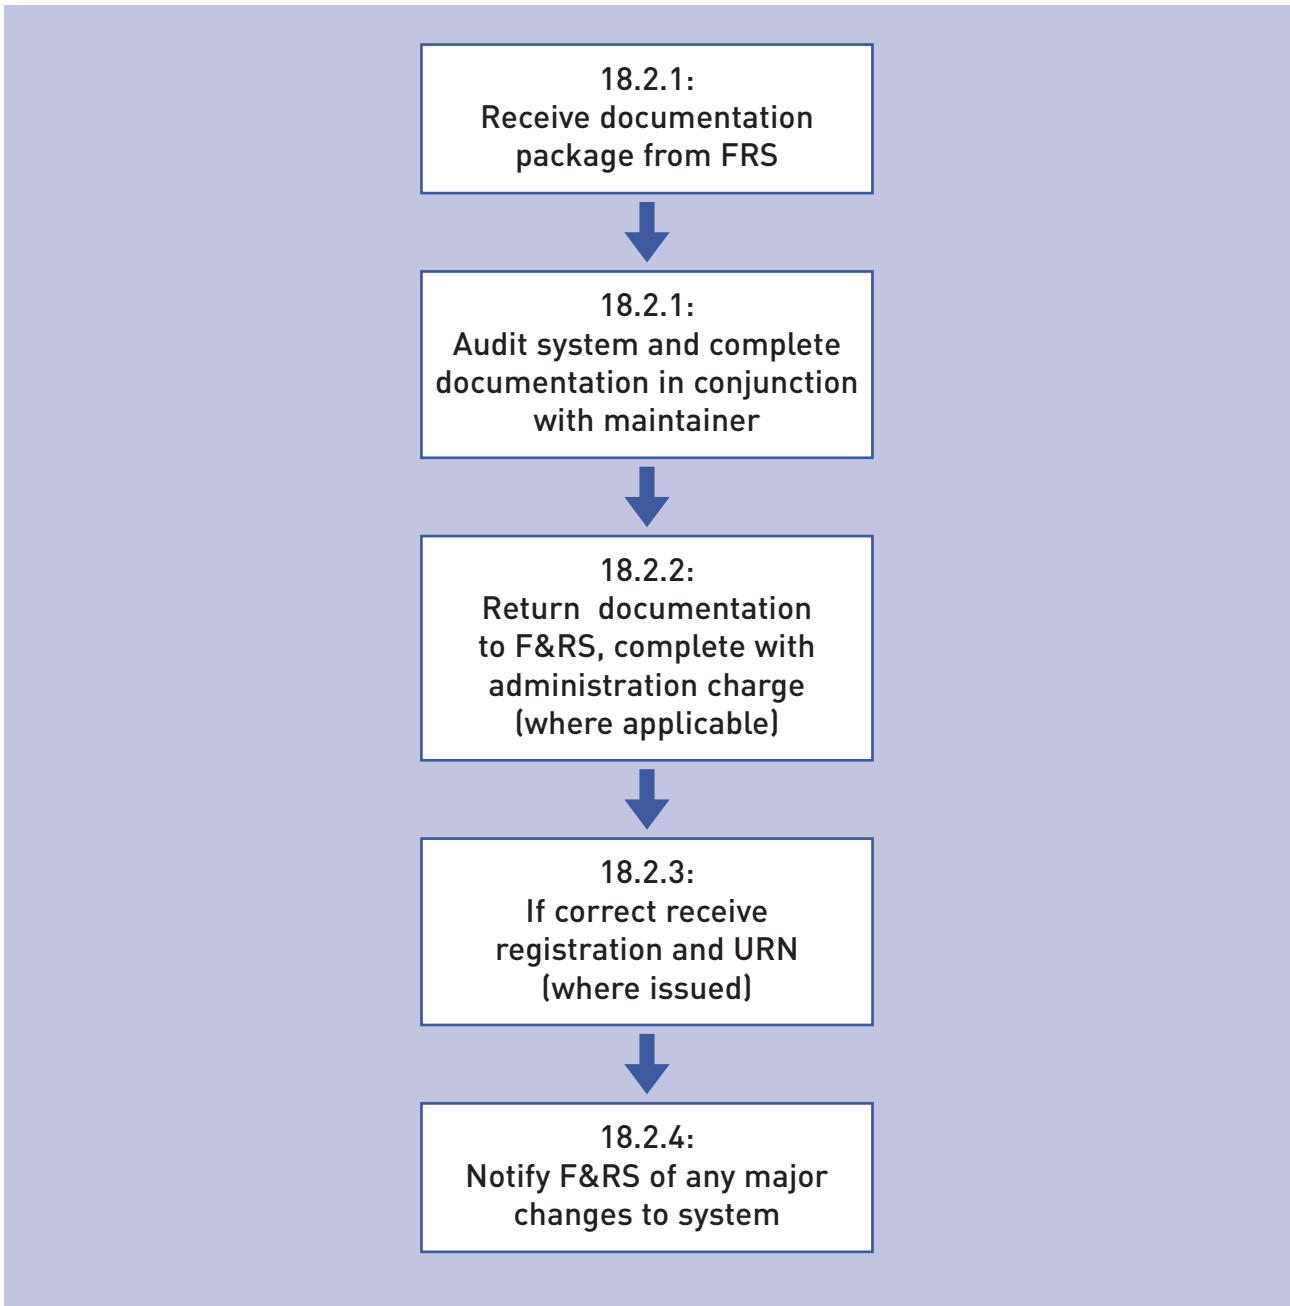 18.2.1:
Receive documentation
package from FRS
18.2.1:
Audit system and complete
documentation in conjunction
with maintainer
18.2.2:
Return  documentation
to F&RS, complete with
administration charge
(where applicable)
18.2.3:
If correct receive
registration and URN
(where issued)
18.2.4:
Notify F&RS of any major
changes to system